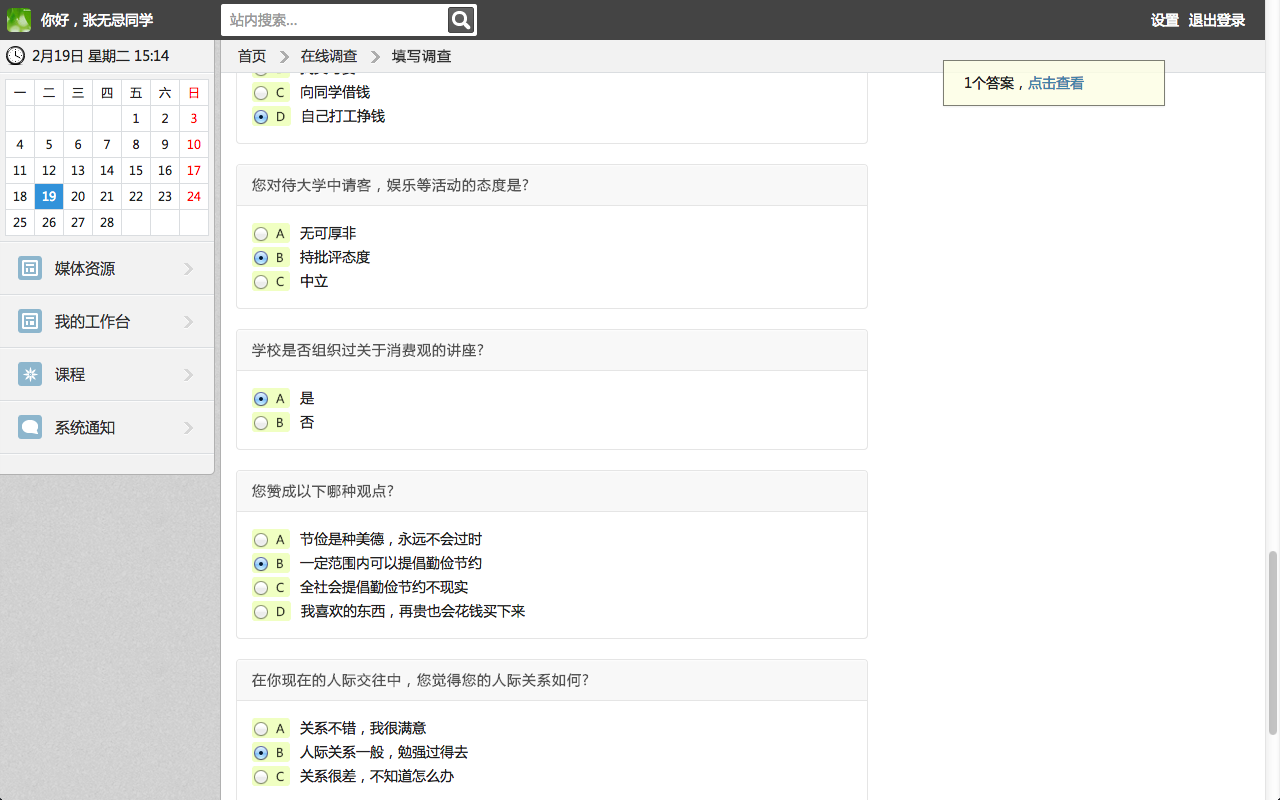 你好，张无忌同学
站内搜索...
设置 退出登录
2月19日 星期二 15:14
一 二 三 四 五 六 日
1 2 3
4 5 6 7 8 9 10
11 12 13 14 15 16 17
18 19 20 21 22 23 24
25 26 27 28
媒体资源
我的工作台
课程
系统通知
首页 在线调查 填写调查
1个答案，点击查看
C 向同学借钱
D 自己打工挣钱
您对待大学中请客，娱乐等活动的态度是?
A 无可厚非
B 持批评态度
C 中立
学校是否组织过关于消费观的讲座?
A 是
B 否
您赞成以下哪种观点?
A 节俭是种美德，永远不会过时
B 一定范围内可以提倡勤俭节约
C 全社会提倡勤俭节约不现实
D 我喜欢的东西，再贵也会花钱买下来
在你现在的人际交往中，您觉得您的人际关系如何?
A 关系不错，我很满意
B 人际关系一般，勉强过得去
C 关系很差，不知道怎么办